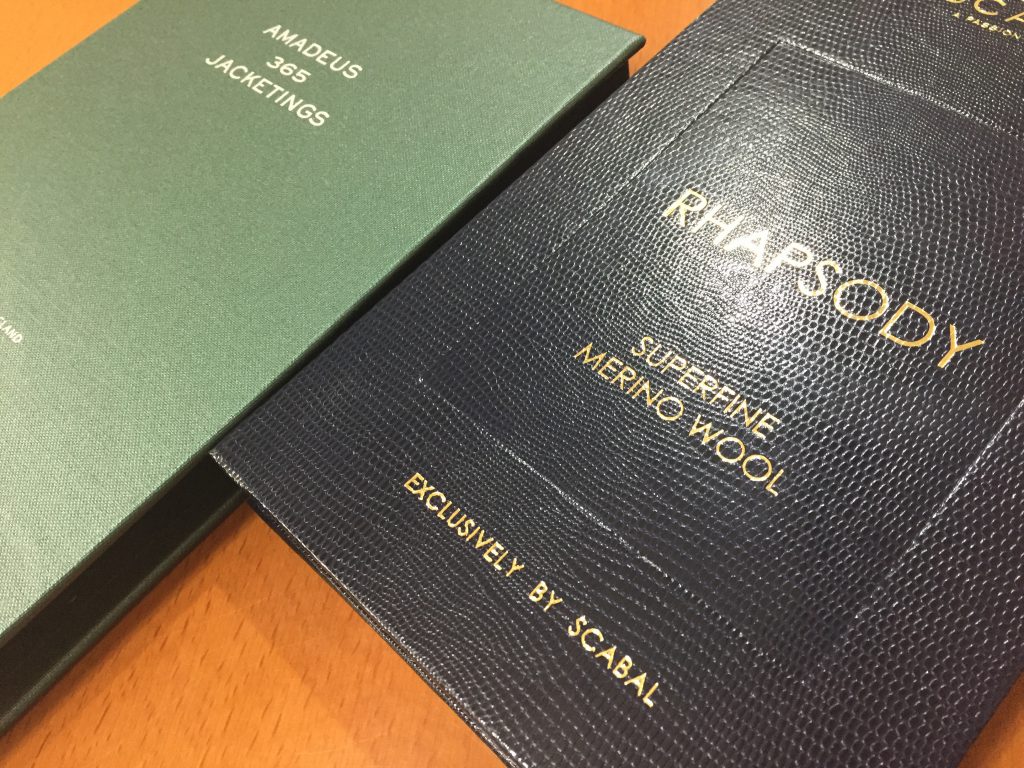 AMADEUS
365
JACKETINGS
RHAPSODY
SUPERFINE
MERINO WOOL
EXCLUSIVELY BY SCABAL